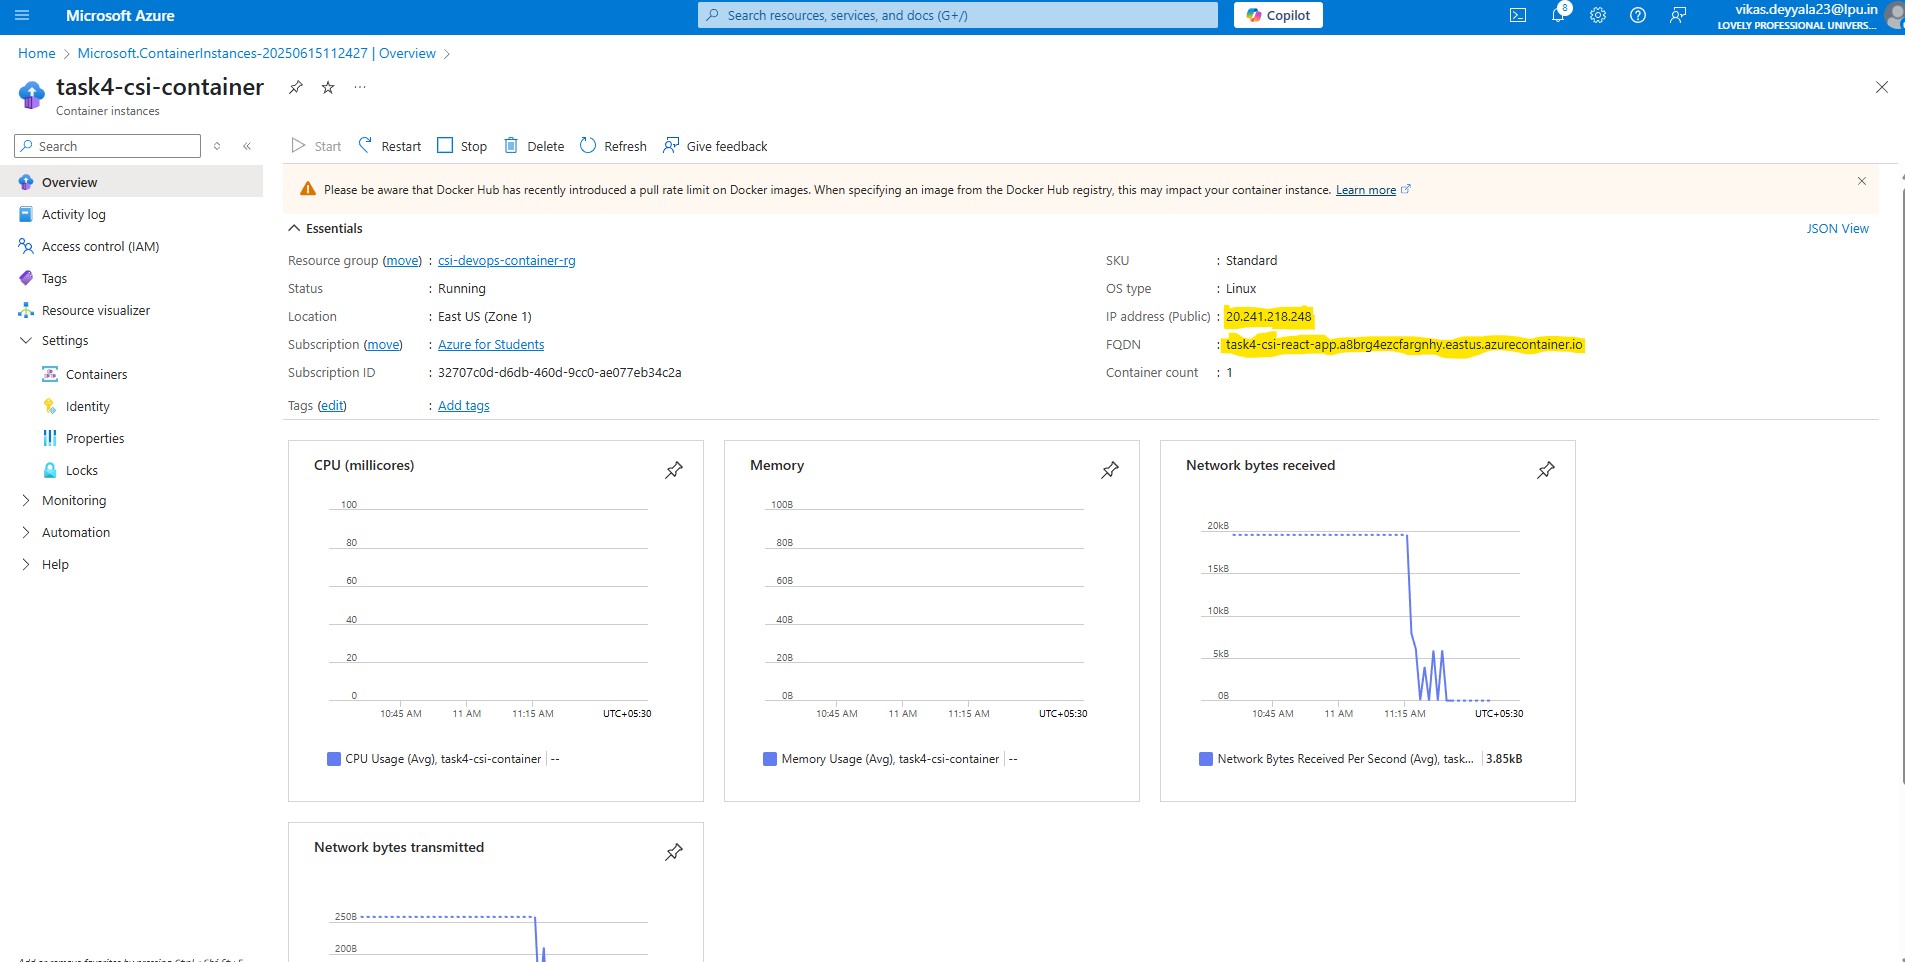 Microsoft Azure
Search resources, services, and docs (G+/)
Copilot
8
vikas.deyyala23@lpu.in
LOVELY PROFESSIONAL UNIVERS...
Home > Microsoft.ContainerInstances-20250615112427 | Overview >
task4-csi-container
Container instances
Search
Start Restart Stop Delete Refresh Give feedback
Overview
Activity log
Access control (IAM)
Tags
Resource visualizer
Settings
Containers
Identity
Properties
Locks
Monitoring
Automation
Help
Please be aware that Docker Hub has recently introduced a pull rate limit on Docker images. When specifying an image from the Docker Hub registry, this may impact your container instance. Learn more
Essentials
JSON View
Resource group (move) : csi-devops-container-rg
Status : Running
Location : East US (Zone 1)
Subscription (move) : Azure for Students
Subscription ID : 32707c0d-d6db-460d-9cc0-ae077eb34c2a
Tags (edit) : Add tags
SKU : Standard
OS type : Linux
IP address (Public) : 20.241.218.248
FQDN : task4-csi-react-app.a8brg4ezcfargnhy.eastus.azurecontainer.io
Container count : 1
CPU (millicores)
100
80
60
40
20
0
10:45 AM 11 AM 11:15 AM UTC+05:30
CPU Usage (Avg), task4-csi-container | --
Memory
100B
80B
60B
40B
20B
0B
10:45 AM 11 AM 11:15 AM UTC+05:30
Memory Usage (Avg), task4-csi-container | --
Network bytes received
20kB
15kB
10kB
5kB
0B
10:45 AM 11 AM 11:15 AM UTC+05:30
Network Bytes Received Per Second (Avg), task... | 3.85kB
Network bytes transmitted
250B
200B